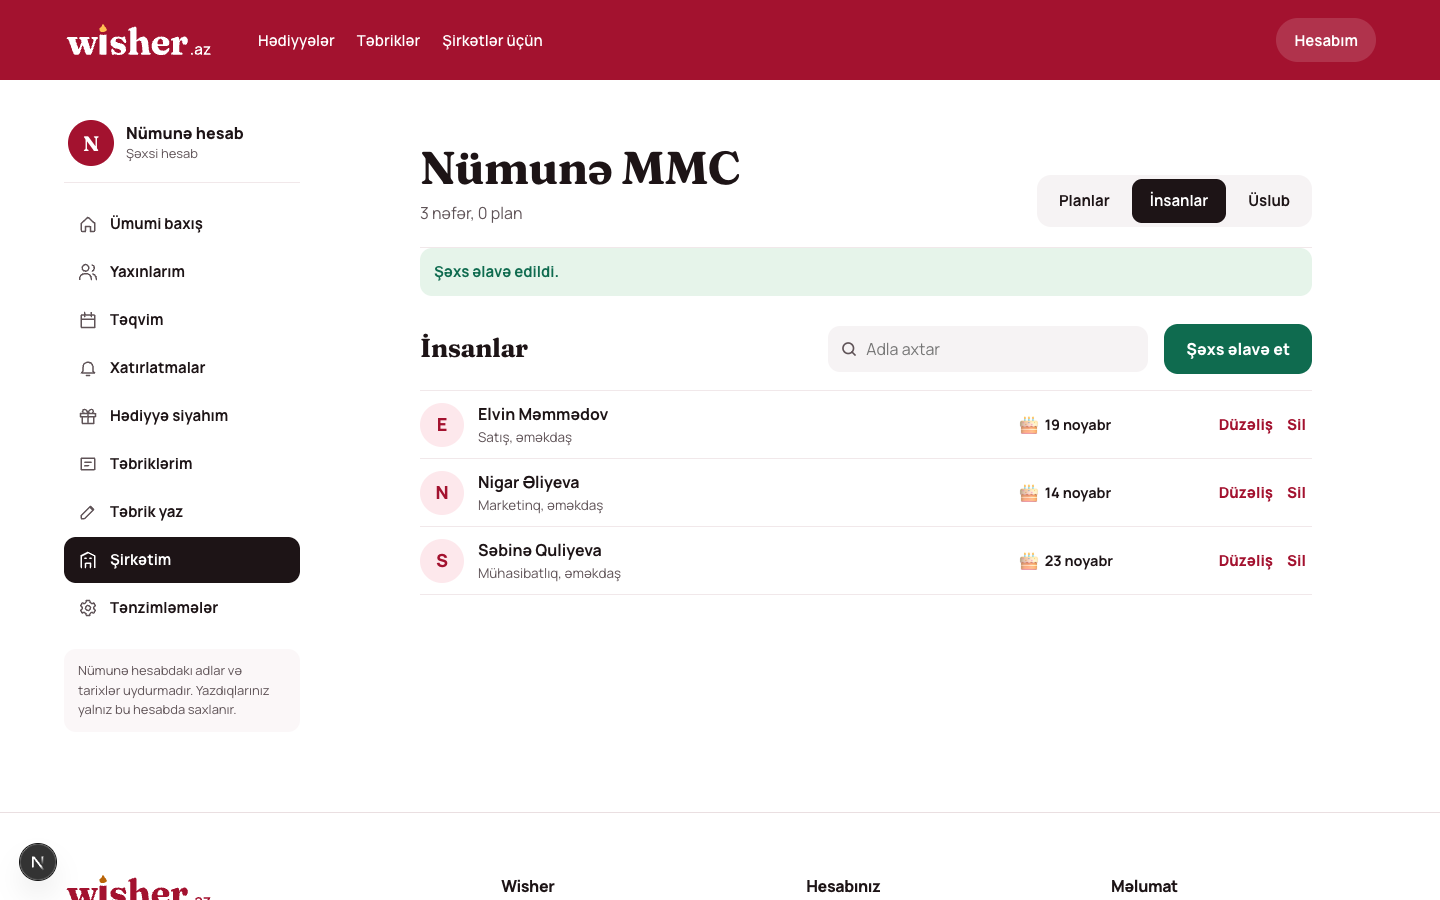 wisher.az
Hədiyyələr
Təbriklər
Şirkətlər üçün
Hesabım
N
Nümunə hesab
Şəxsi hesab
Ümumi baxış
Yaxınlarım
Təqvim
Xatırlatmalar
Hədiyyə siyahım
Təbriklərim
Təbrik yaz
Şirkətim
Tənzimləmələr
Nümunə hesabdakı adlar və
tarixlər uydurmadır. Yazdıqlarınız
yalnız bu hesabda saxlanır.
Nümunə MMC
3 nəfər, 0 plan
Planlar
İnsanlar
Üslub
Şəxs əlavə edildi.
İnsanlar
Adla axtar
Şəxs əlavə et
E
Elvin Məmmədov
Satış, əməkdaş
19 noyabr
Düzəliş
Sil
N
Nigar Əliyeva
Marketinq, əməkdaş
14 noyabr
Düzəliş
Sil
S
Səbinə Quliyeva
Mühasibatlıq, əməkdaş
23 noyabr
Düzəliş
Sil
N
wisher.az
Wisher
Hesabınız
Məlumat